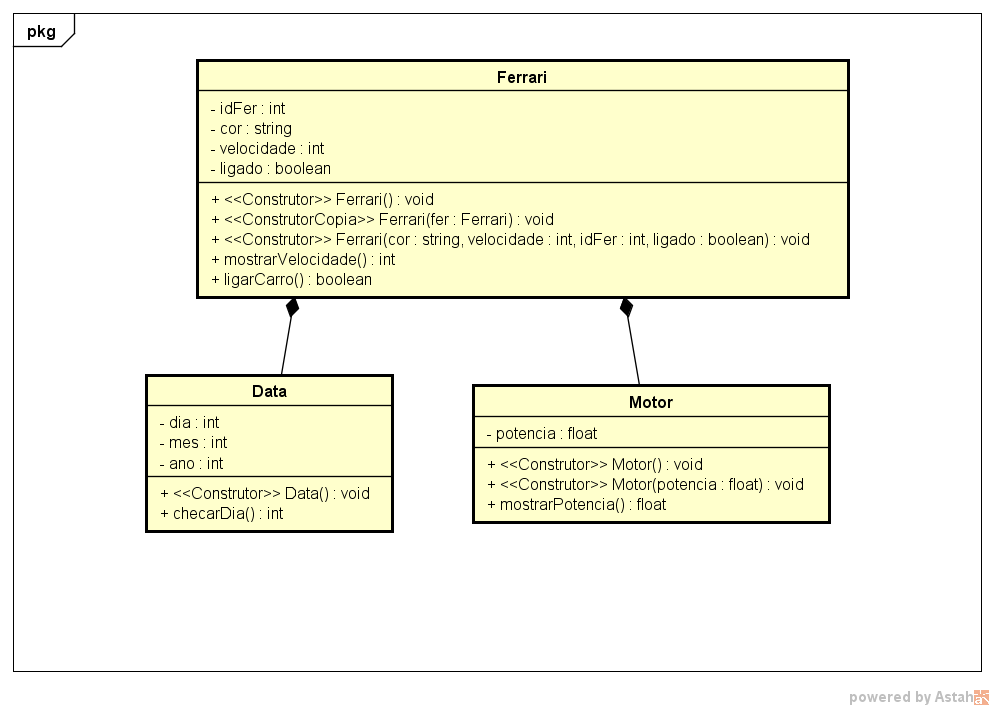 pkg
Ferrari
- idFer : int
- cor : string
- velocidade : int
- ligado : boolean
+ <<Construtor>> Ferrari() : void
+ <<ConstrutorCopia>> Ferrari(fer : Ferrari) : void
+ <<Construtor>> Ferrari(cor : string, velocidade : int, idFer : int, ligado : boolean) : void
+ mostrarVelocidade() : int
+ ligarCarro() : boolean
Data
- dia : int
- mes : int
- ano : int
+ <<Construtor>> Data() : void
+ checarDia() : int
Motor
- potencia : float
+ <<Construtor>> Motor() : void
+ <<Construtor>> Motor(potencia : float) : void
+ mostrarPotencia() : float
powered by Astah